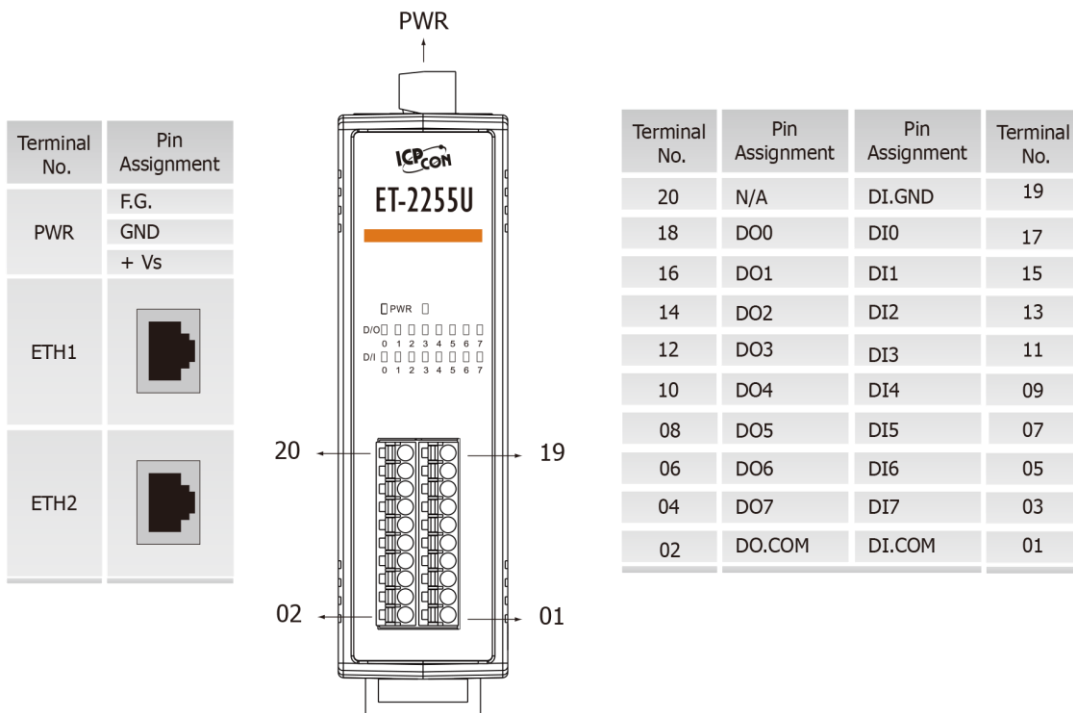 PWR
Terminal No. Pin Assignment
PWR F.G.
GND
+ Vs
ETH1
ETH2
ICP CON
ET-2255U
PWR
D/O
0 1 2 3 4 5 6 7
D/I
0 1 2 3 4 5 6 7
20 19
02 01
Terminal No. Pin Assignment Pin Assignment Terminal No.
20 N/A DI.GND 19
18 DO0 DI0 17
16 DO1 DI1 15
14 DO2 DI2 13
12 DO3 DI3 11
10 DO4 DI4 09
08 DO5 DI5 07
06 DO6 DI6 05
04 DO7 DI7 03
02 DO.COM DI.COM 01